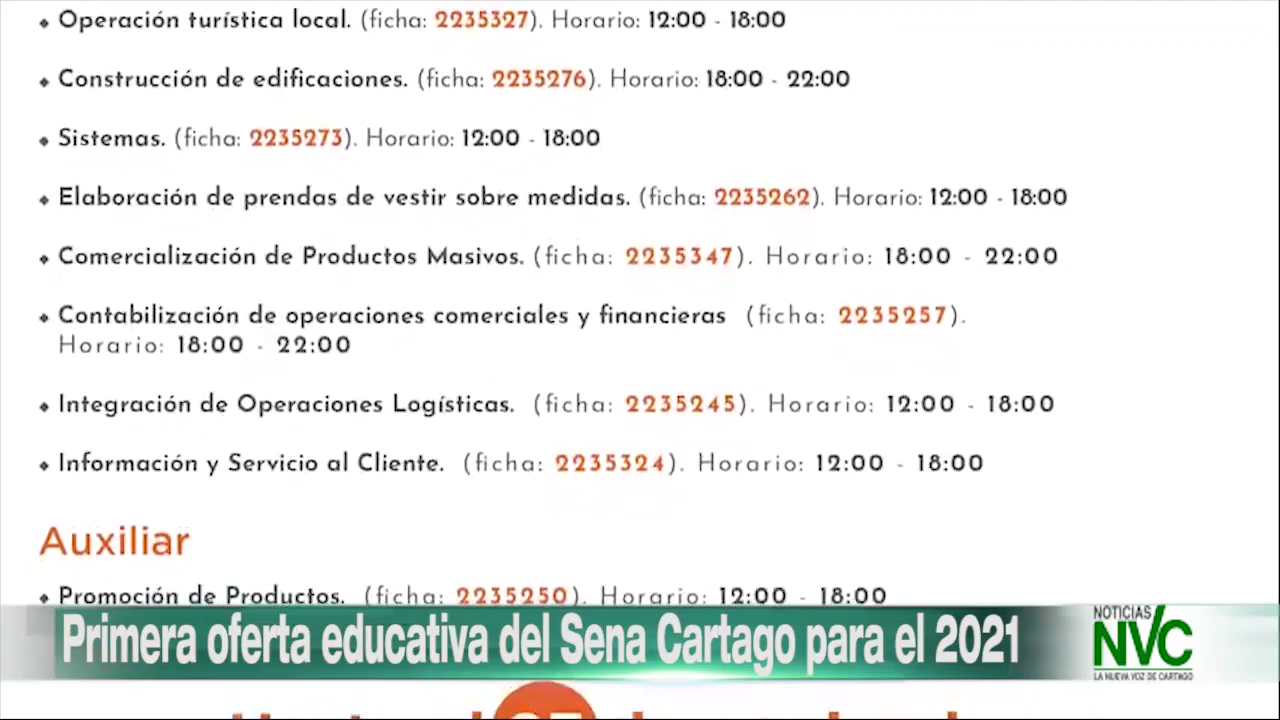 Operación turística local. (ficha: 2235327). Horario: 12:00 - 18:00
Construcción de edificaciones. (ficha: 2235276). Horario: 18:00 - 22:00
Sistemas. (ficha: 2235273). Horario: 12:00 - 18:00
Elaboración de prendas de vestir sobre medidas. (ficha: 2235262). Horario: 12:00 - 18:00
Comercialización de Productos Masivos. (ficha: 2235347). Horario: 18:00 - 22:00
Contabilización de operaciones comerciales y financieras (ficha: 2235257).
Horario: 18:00 - 22:00
Integración de Operaciones Logísticas. (ficha: 2235245). Horario: 12:00 - 18:00
Información y Servicio al Cliente. (ficha: 2235324). Horario: 12:00 - 18:00
Auxiliar
Promoción de Productos. (ficha: 2235250). Horario: 12:00 - 18:00
Primera oferta educativa del Sena Cartago para el 2021
NOTICIAS
NVC
LA NUEVA VOZ DE CARTAGO